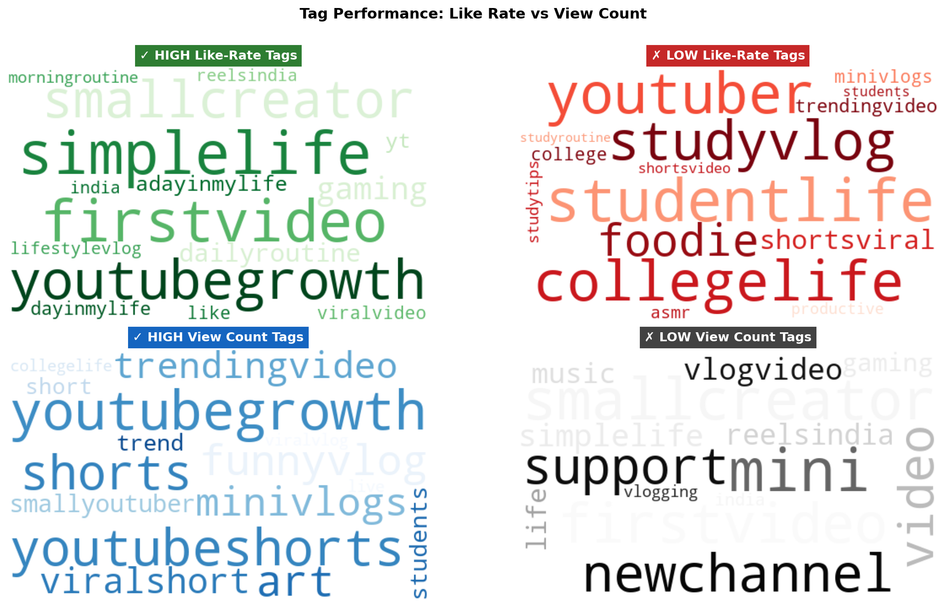 Tag Performance: Like Rate vs View Count
✓ HIGH Like-Rate Tags
morningroutine reelsindia
smallcreator
simplelife yt
india adayinmylife gaming
firstvideo
lifestylevlog dailyroutine
youtubegrowth
dayinmylife like viralvideo
✗ LOW Like-Rate Tags
youtuber minivlogs
students
trendingvideo
studyroutine studyvlog
college
shortsvideo
studytips studentlife
foodie shortsviral
collegelife
asmr productive
✓ HIGH View Count Tags
collegelife trendingvideo
short
youtubegrowth
trend viralvlog
shorts funnyvlog
live
smallyoutuber minivlogs
students
youtubeshorts
viralshort art
✗ LOW View Count Tags
music vlogvideo gaming
smallcreator
simplelife reelsindia
support mini
vlogging india
life firstvideo video
newchannel